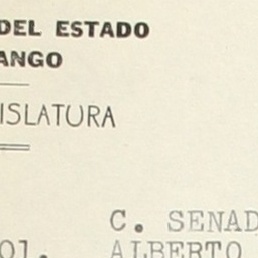 DEL ESTADO
ANGO
ISLATURA
C. SENAD
01. ALBERTO